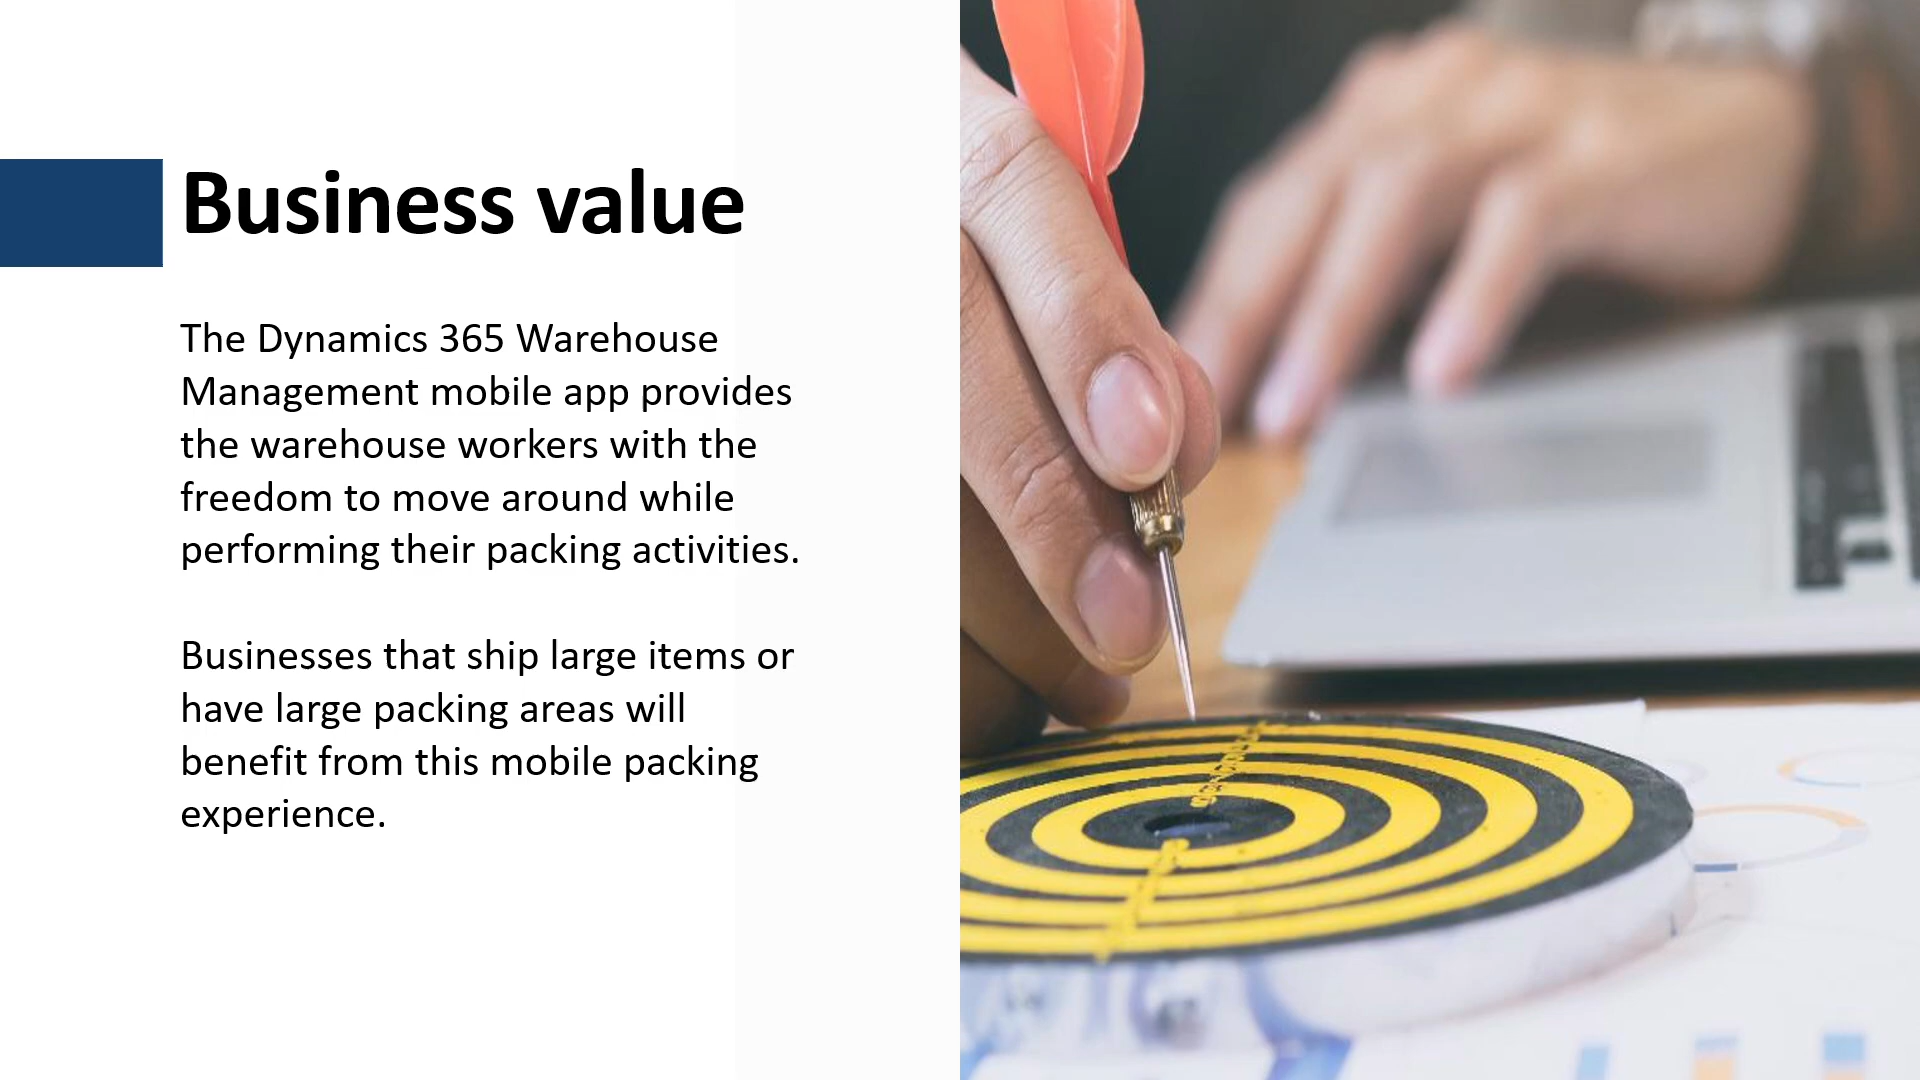 Business value
The Dynamics 365 Warehouse
Management mobile app provides
the warehouse workers with the
freedom to move around while
performing their packing activities.
Businesses that ship large items or
have large packing areas will
benefit from this mobile packing
experience.